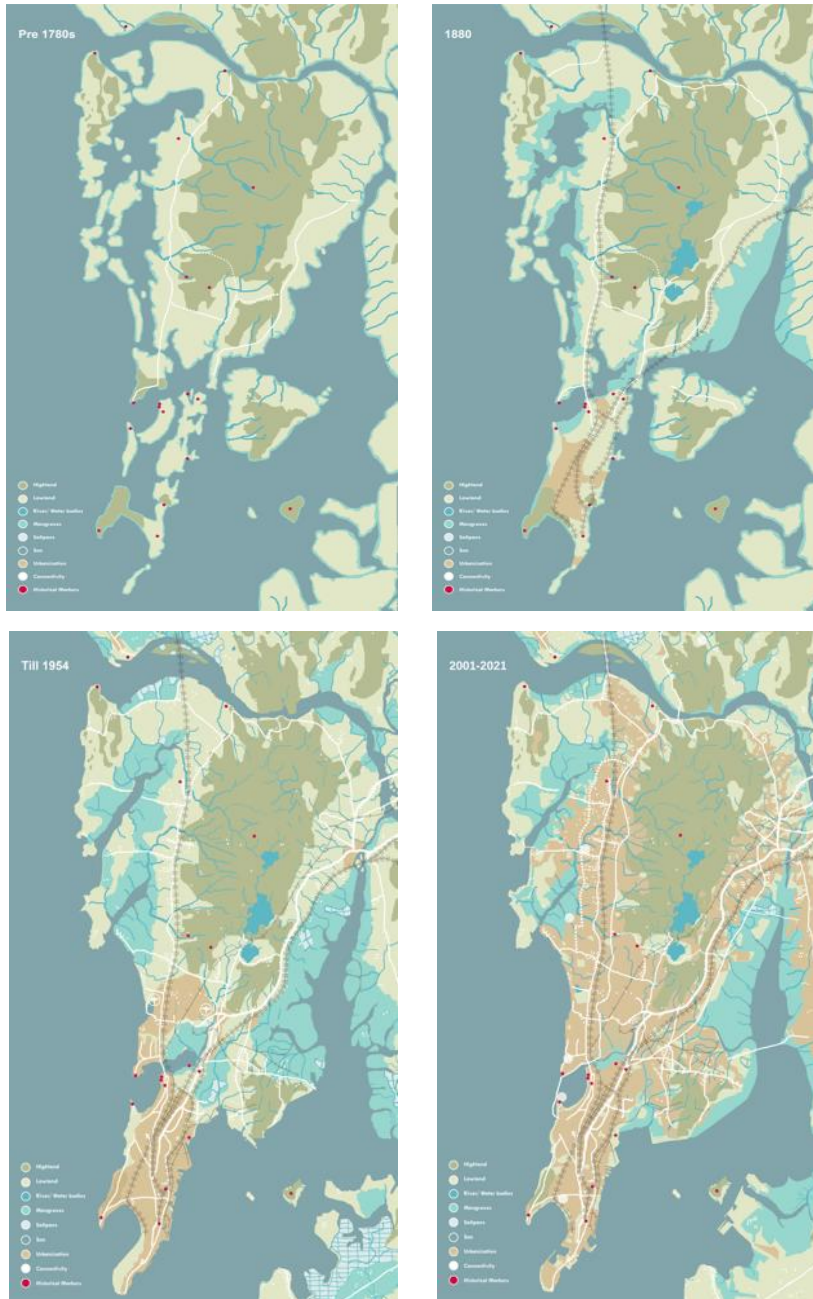 Pre 1780s
Highland
Lowland
River/ Water bodies
Mangroves
Saltpans
Sea
Urbanization
Connectivity
Historical Markers
1880
Highland
Lowland
River/ Water bodies
Mangroves
Saltpans
Sea
Urbanization
Connectivity
Historical Markers
Till 1954
Highland
Lowland
River/ Water bodies
Mangroves
Saltpans
Sea
Urbanization
Connectivity
Historical Markers
2001-2021
Highland
Lowland
River/ Water bodies
Mangroves
Saltpans
Sea
Urbanization
Connectivity
Historical Markers